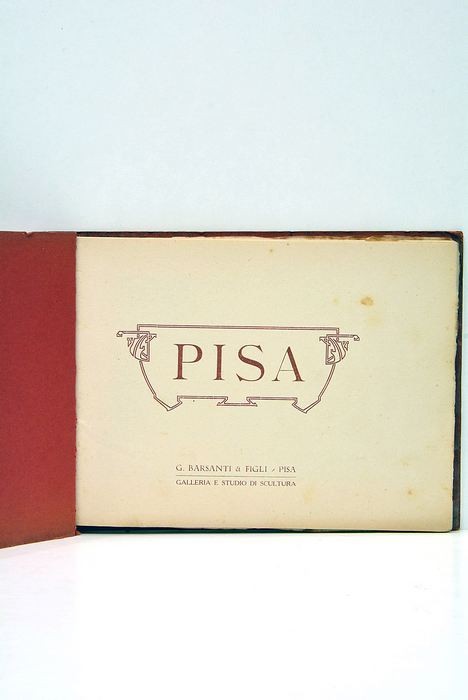 PISA
G. BARSANTI & FIGLI - PISA
GALLERIA E STUDIO DI SCULTURA